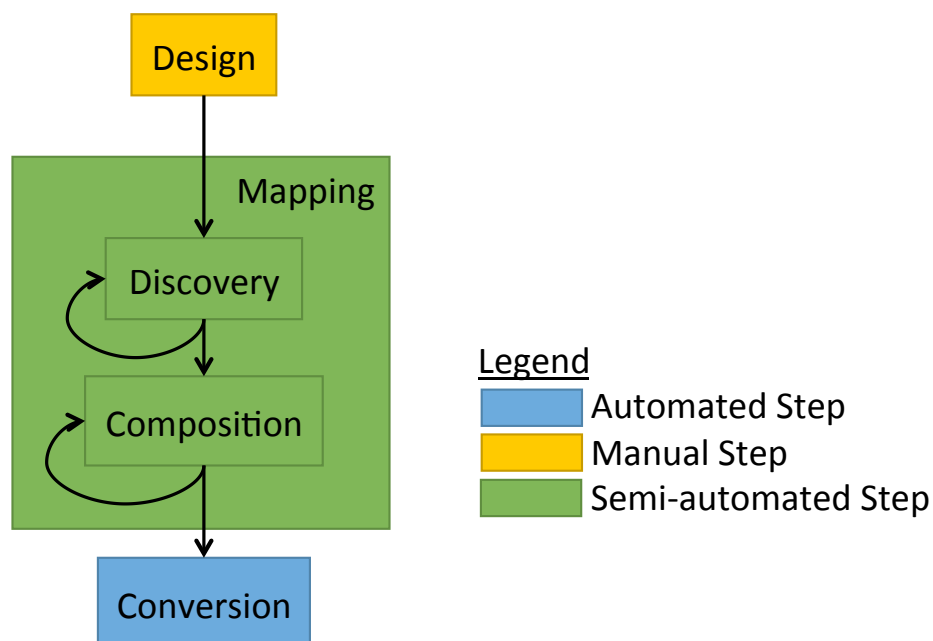 Design
Mapping
Discovery
Composition
Conversion
Legend
Automated Step
Manual Step
Semi-automated Step